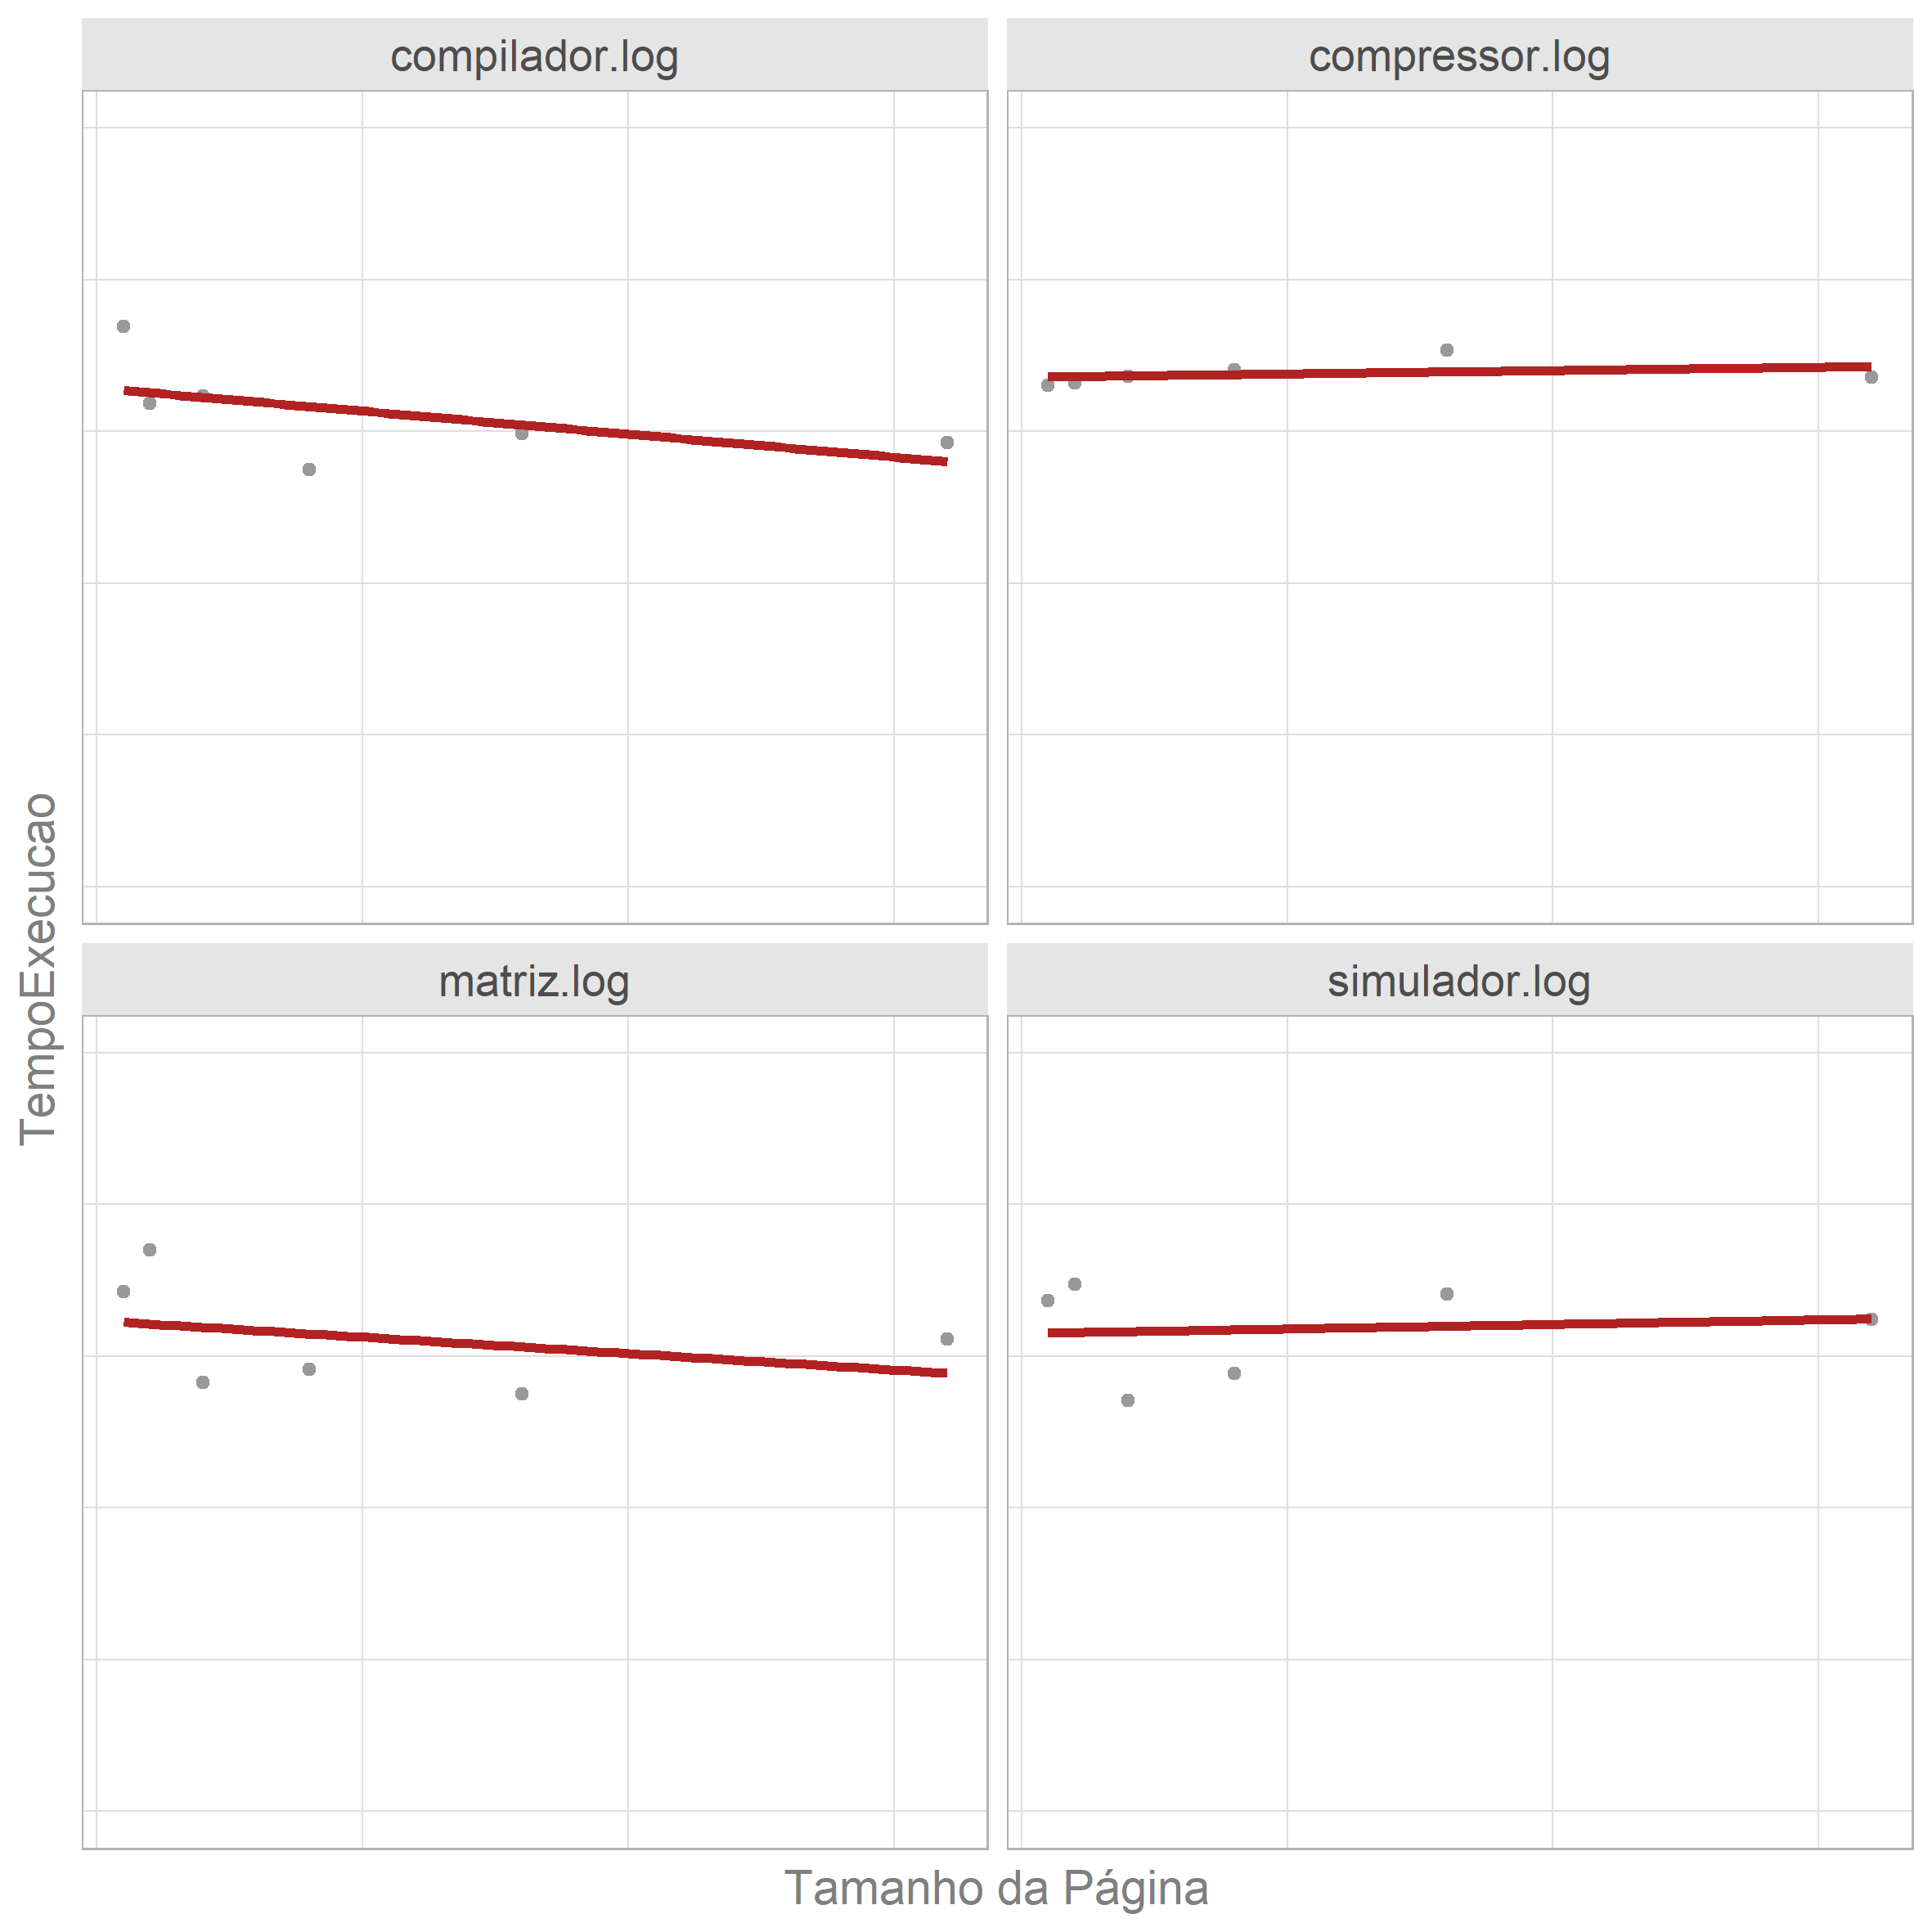 compilador.log
compressor.log
TempoExecucao
matriz.log
simulador.log
Tamanho da Página